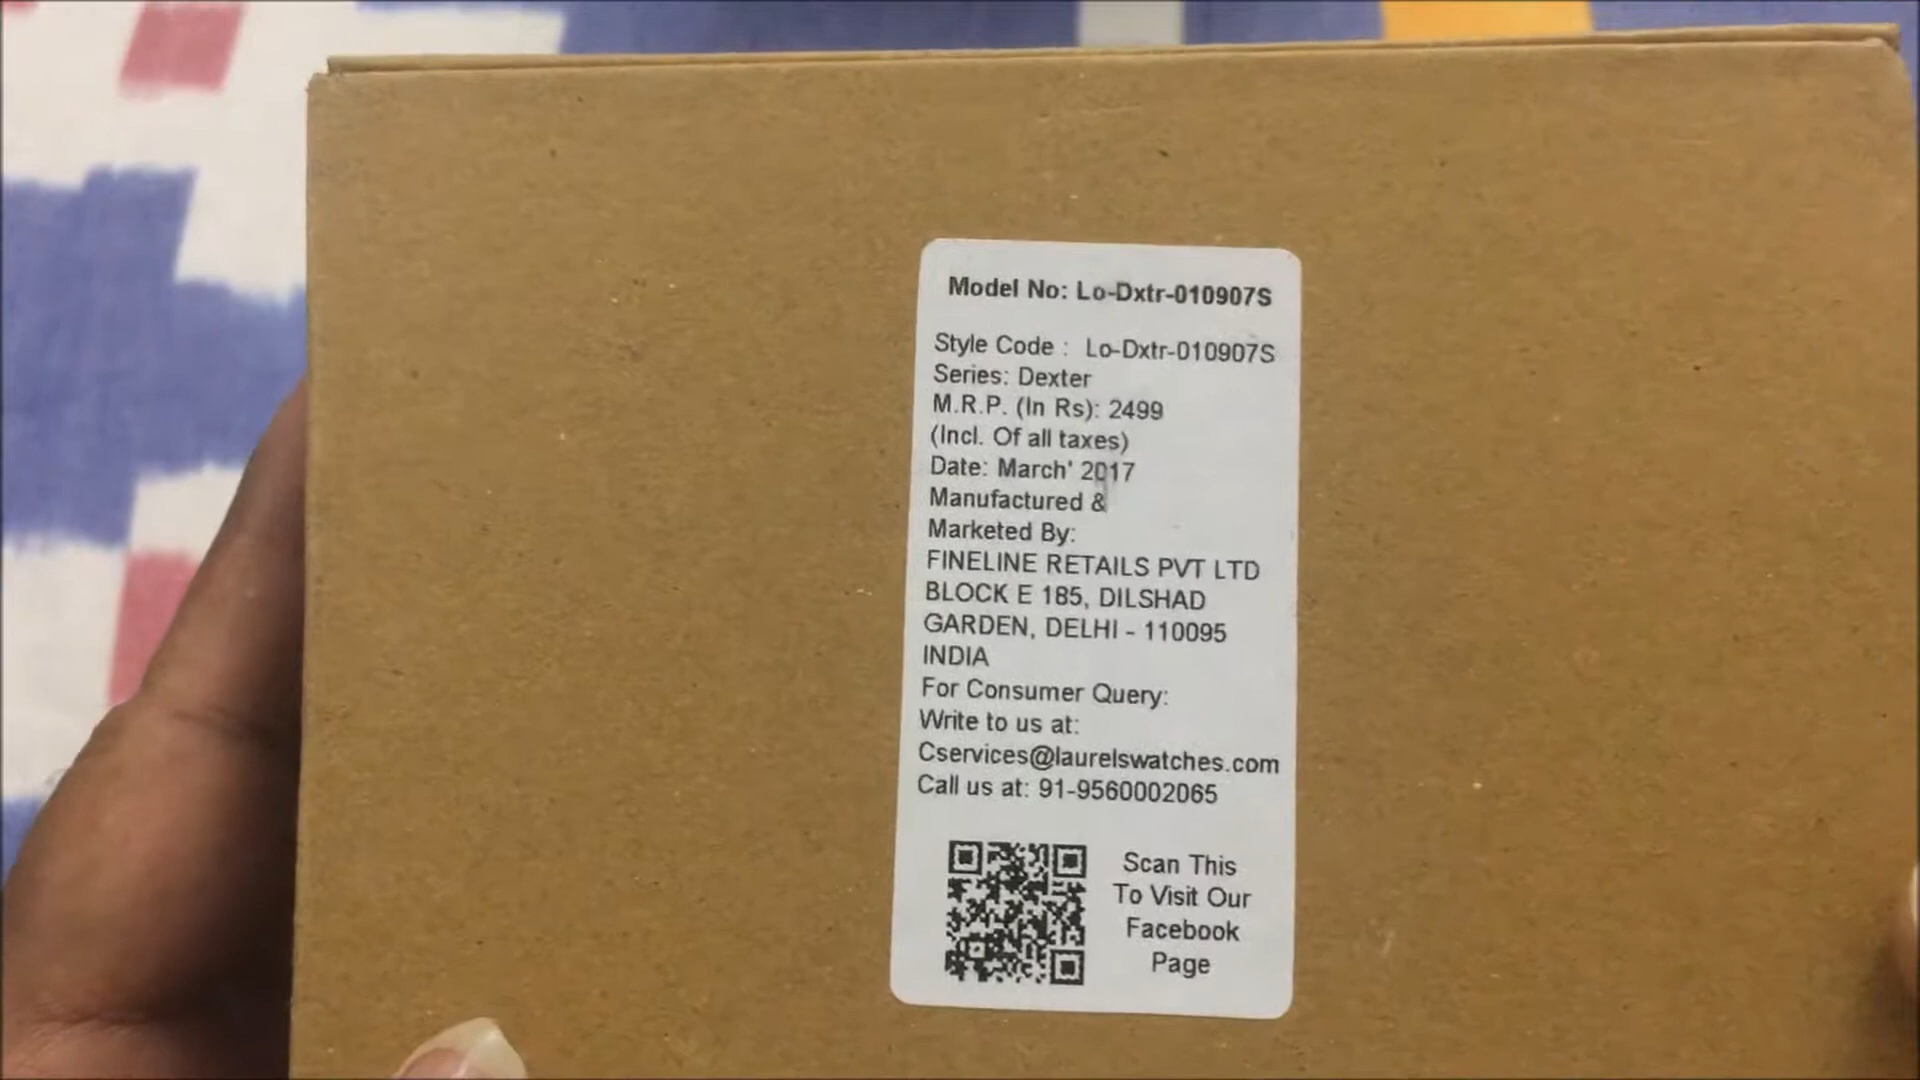 Model No: Lo-Dxtr-010907S
Style Code : Lo-Dxtr-010907S
Series: Dexter
M.R.P. (In Rs): 2499
(Incl. Of all taxes)
Date: March' 2017
Manufactured &
Marketed By:
FINELINE RETAILS PVT LTD
BLOCK E 185, DILSHAD
GARDEN, DELHI - 110095
INDIA
For Consumer Query:
Write to us at:
Cservices@laurelswatches.com
Call us at: 91-9560002065
Scan This
To Visit Our
Facebook
Page